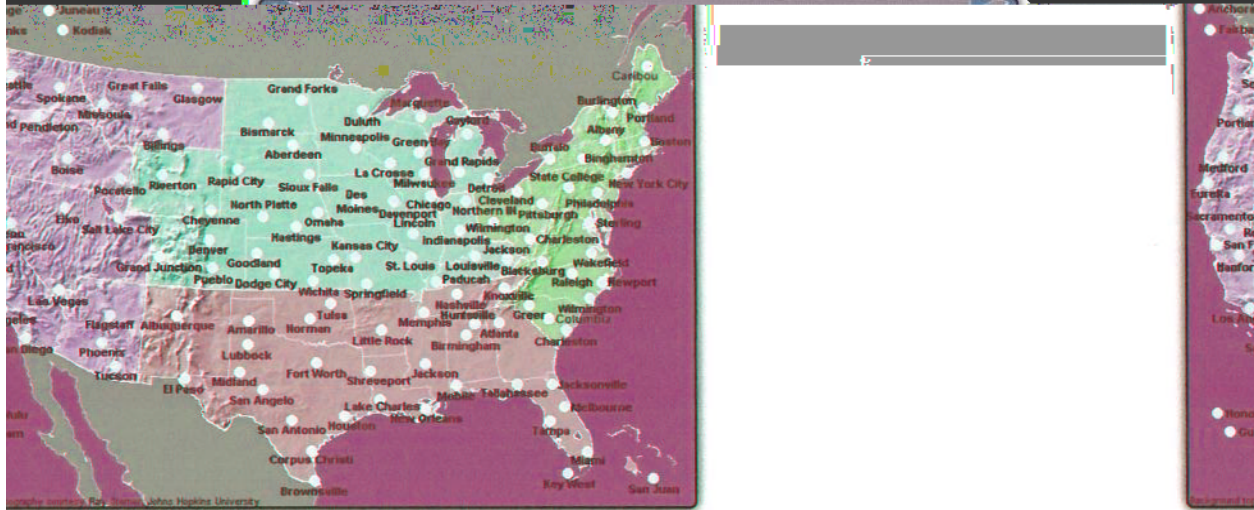 Juneau
Kodiak
Caribou
Great Falls
Grand Forks
Spokane
Glasgow
Marquette
Burlington
Missoula
Duluth
Gaylord
Portland
Pendleton
Bismarck
Minneapolis
Green Bay
Albany
Billings
Buffalo
Boston
Aberdeen
Grand Rapids
Binghamton
Boise
La Crosse
State College
Pocatello
Riverton
Rapid City
Sioux Falls
Milwaukee
Detroit
New York City
Des
Moines
Cleveland
North Platte
Chicago
Northern IN
Philadelphia
Elko
Cheyenne
Omaha
Davenport
Pittsburgh
Salt Lake City
Lincoln
Wilmington
Sterling
Hastings
Indianapolis
Charleston
Denver
Kansas City
Jackson
Grand Junction
Goodland
Topeka
St. Louis
Louisville
Blacksburg
Wakefield
Pueblo
Dodge City
Paducah
Raleigh
Newport
Wichita
Springfield
Knoxville
Las Vegas
Nashville
Tulsa
Huntsville
Greer
Wilmington
Flagstaff
Albuquerque
Amarillo
Norman
Memphis
Columbia
Little Rock
Atlanta
Charleston
Phoenix
Lubbock
Birmingham
Tucson
Fort Worth
Shreveport
Jackson
El Paso
Midland
San Angelo
Mobile
Tallahassee
Jacksonville
Lake Charles
New Orleans
Melbourne
San Antonio
Houston
Tampa
Corpus Christi
Miami
Brownsville
Key West
San Juan
Johns Hopkins University
Medford
Eureka
Sacramento